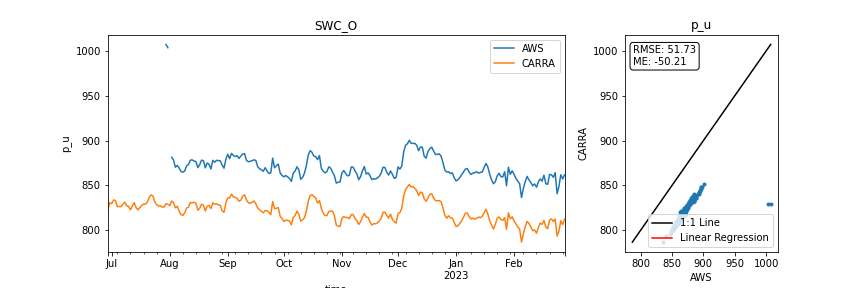 SWC_O
p_u
1000
950
900
850
800
p_u
AWS
CARRA
Jul
Aug
Sep
Oct
Nov
Dec
Jan
2023
Feb
time
p_u
RMSE: 51.73
ME: -50.21
1000
950
900
850
800
CARRA
1:1 Line
Linear Regression
800
850
900
950
1000
AWS